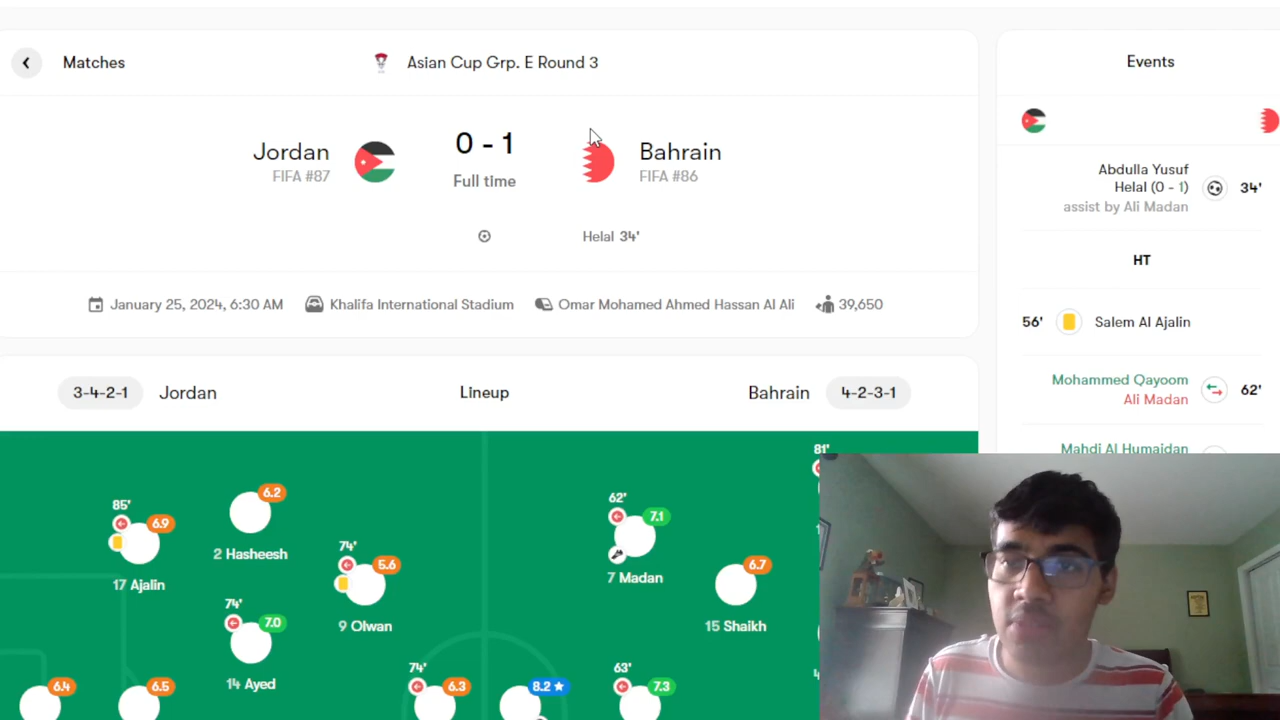 Matches
Asian Cup Grp. E Round 3
Jordan
FIFA #87
0 - 1
Full time
Bahrain
FIFA #86
Helal 34'
January 25, 2024, 6:30 AM
Khalifa International Stadium
Omar Mohamed Ahmed Hassan Al Ali
39,650
3-4-2-1
Jordan
Lineup
Bahrain
4-2-3-1
85'
6.9
17 Ajalin
6.2
2 Hasheesh
74'
5.6
9 Olwan
74'
7.0
14 Ayed
6.4
6.5
74'
6.3
8.2
62'
7.1
7 Madan
6.7
15 Shaikh
63'
7.3
81'
Events
Abdulla Yusuf
Helal (0 - 1)
assist by Ali Madan
34'
HT
56'
Salem Al Ajalin
Mohammed Qayoom
Ali Madan
62'
Mahdi Al Humaidan